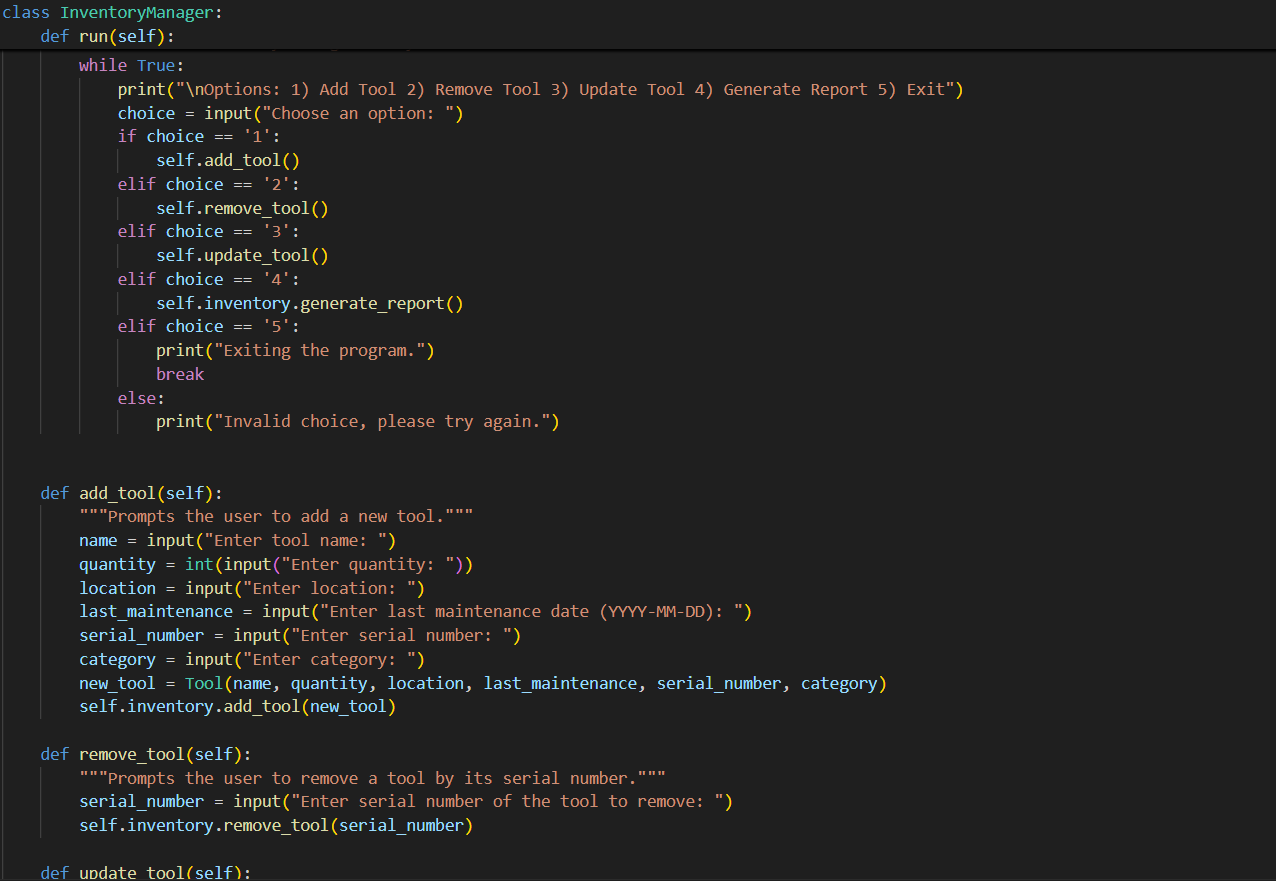 class InventoryManager:
    def run(self):
        while True:
            print("\nOptions: 1) Add Tool 2) Remove Tool 3) Update Tool 4) Generate Report 5) Exit")
            choice = input("Choose an option: ")
            if choice == '1':
                self.add_tool()
            elif choice == '2':
                self.remove_tool()
            elif choice == '3':
                self.update_tool()
            elif choice == '4':
                self.inventory.generate_report()
            elif choice == '5':
                print("Exiting the program.")
                break
            else:
                print("Invalid choice, please try again.")
    def add_tool(self):
        """Prompts the user to add a new tool."""
        name = input("Enter tool name: ")
        quantity = int(input("Enter quantity: "))
        location = input("Enter location: ")
        last_maintenance = input("Enter last maintenance date (YYYY-MM-DD): ")
        serial_number = input("Enter serial number: ")
        category = input("Enter category: ")
        new_tool = Tool(name, quantity, location, last_maintenance, serial_number, category)
        self.inventory.add_tool(new_tool)
    def remove_tool(self):
        """Prompts the user to remove a tool by its serial number."""
        serial_number = input("Enter serial number of the tool to remove: ")
        self.inventory.remove_tool(serial_number)
    def update_tool(self):